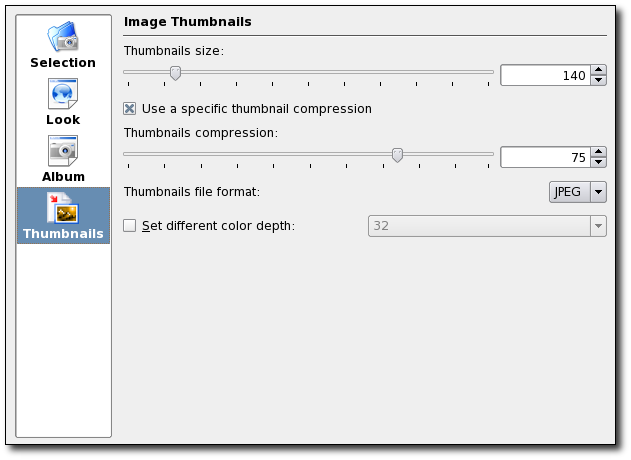 Selection
Look
Album
Thumbnails
Image Thumbnails
Thumbnails size:
140
Use a specific thumbnail compression
Thumbnails compression:
75
Thumbnails file format:
JPEG
Set different color depth:
32